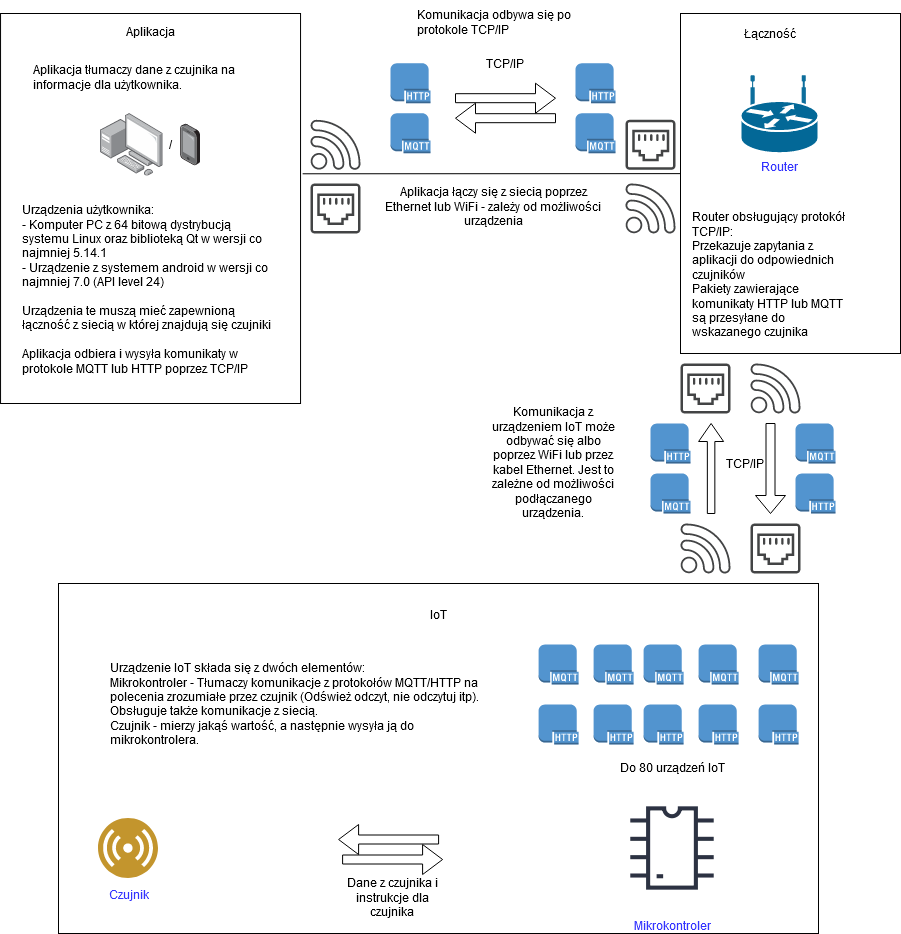 Aplikacja
Aplikacja tłumaczy dane z czujnika na
informacje dla użytkownika.
/
Urządzenia użytkownika:
- Komputer PC z 64 bitową dystrybucją
systemu Linux oraz biblioteką Qt w wersji co
najmniej 5.14.1
- Urządzenie z systemem android w wersji co
najmniej 7.0 (API level 24)
Urządzenia te muszą mieć zapewnioną
łączność z siecią w której znajdują się czujniki
Aplikacja odbiera i wysyła komunikaty w
protokole MQTT lub HTTP poprzez TCP/IP
Komunikacja odbywa się po
protokole TCP/IP
TCP/IP
HTTP
HTTP
MQTT
MQTT
Aplikacja łączy się z siecią poprzez
Ethernet lub WiFi - zależy od możliwości
urządzenia
Łączność
Router
Router obsługujący protokół
TCP/IP:
Przekazuje zapytania z
aplikacji do odpowiednich
czujników
Pakiety zawierające
komunikaty HTTP lub MQTT
są przesyłane do
wskazanego czujnika
Komunikacja z
urządzeniem IoT może
odbywać się albo
poprzez WiFi lub przez
kabel Ethernet. Jest to
zależne od możliwości
podłączanego
urządzenia.
HTTP
MQTT
TCP/IP
MQTT
HTTP
IoT
Urządzenie IoT składa się z dwóch elementów:
Mikrokontroler - Tłumaczy komunikacje z protokołów MQTT/HTTP na
polecenia zrozumiałe przez czujnik (Odśwież odczyt, nie odczytuj itp).
Obsługuje także komunikacje z siecią.
Czujnik - mierzy jakąś wartość, a następnie wysyła ją do
mikrokontrolera.
MQTT MQTT MQTT MQTT MQTT
HTTP HTTP HTTP HTTP HTTP
Do 80 urządzeń IoT
Czujnik
Dane z czujnika i
instrukcje dla
czujnika
Mikrokontroler